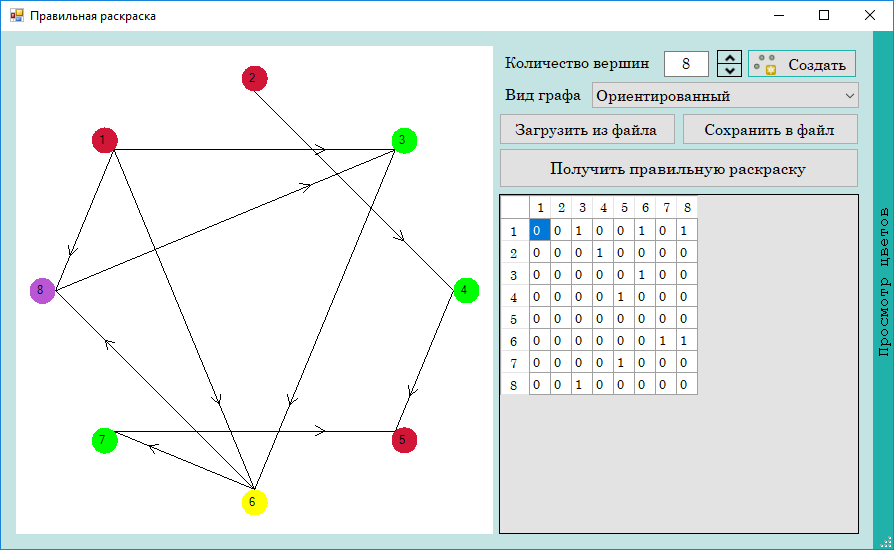 Правильная раскраска
2
1
3
8
4
7
5
6
Количество вершин 8 Создать
Вид графа Ориентированный
Загрузить из файла Сохранить в файл
Получить правильную раскраску
1 2 3 4 5 6 7 8
1 0 0 1 0 0 1 0 1
2 0 0 0 1 0 0 0 0
3 0 0 0 0 0 1 0 0
4 0 0 0 0 1 0 0 0
5 0 0 0 0 0 0 0 0
6 0 0 0 0 0 0 1 1
7 0 0 0 0 1 0 0 0
8 0 0 1 0 0 0 0 0
Просмотр цветов